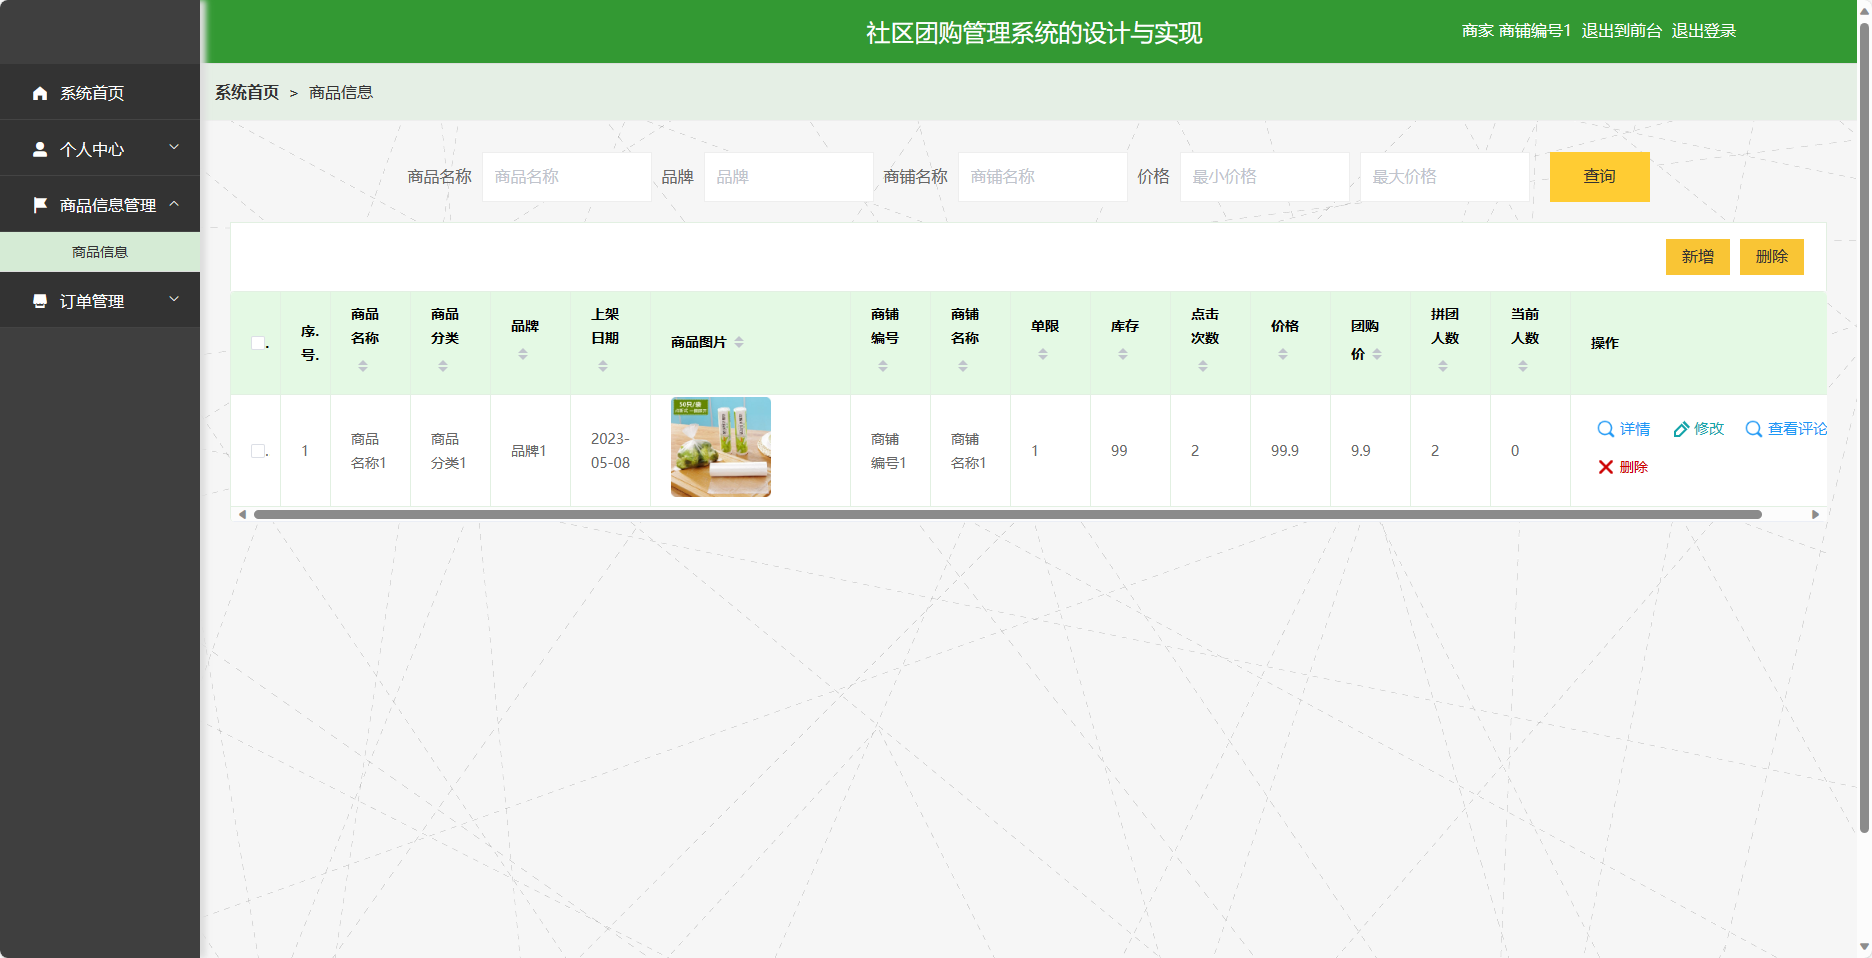 社区团购管理系统的设计与实现
商家 商铺编号1 退出到前台 退出登录
系统首页
个人中心
商品信息管理
商品信息
订单管理
系统首页 > 商品信息
商品名称 商品名称 品牌 品牌 商铺名称 商铺名称 价格 最小价格 最大价格 查询
新增 删除
序.号. 商品名称 商品分类 品牌 上架日期 商品图片 商铺编号 商铺名称 单限 库存 点击次数 价格 团购价 拼团人数 当前人数 操作
1 商品名称1 商品分类1 品牌1 2023-05-08 商铺编号1 商铺名称1 1 99 2 99.9 9.9 2 0 详情 修改 查看评论
删除
50只/袋